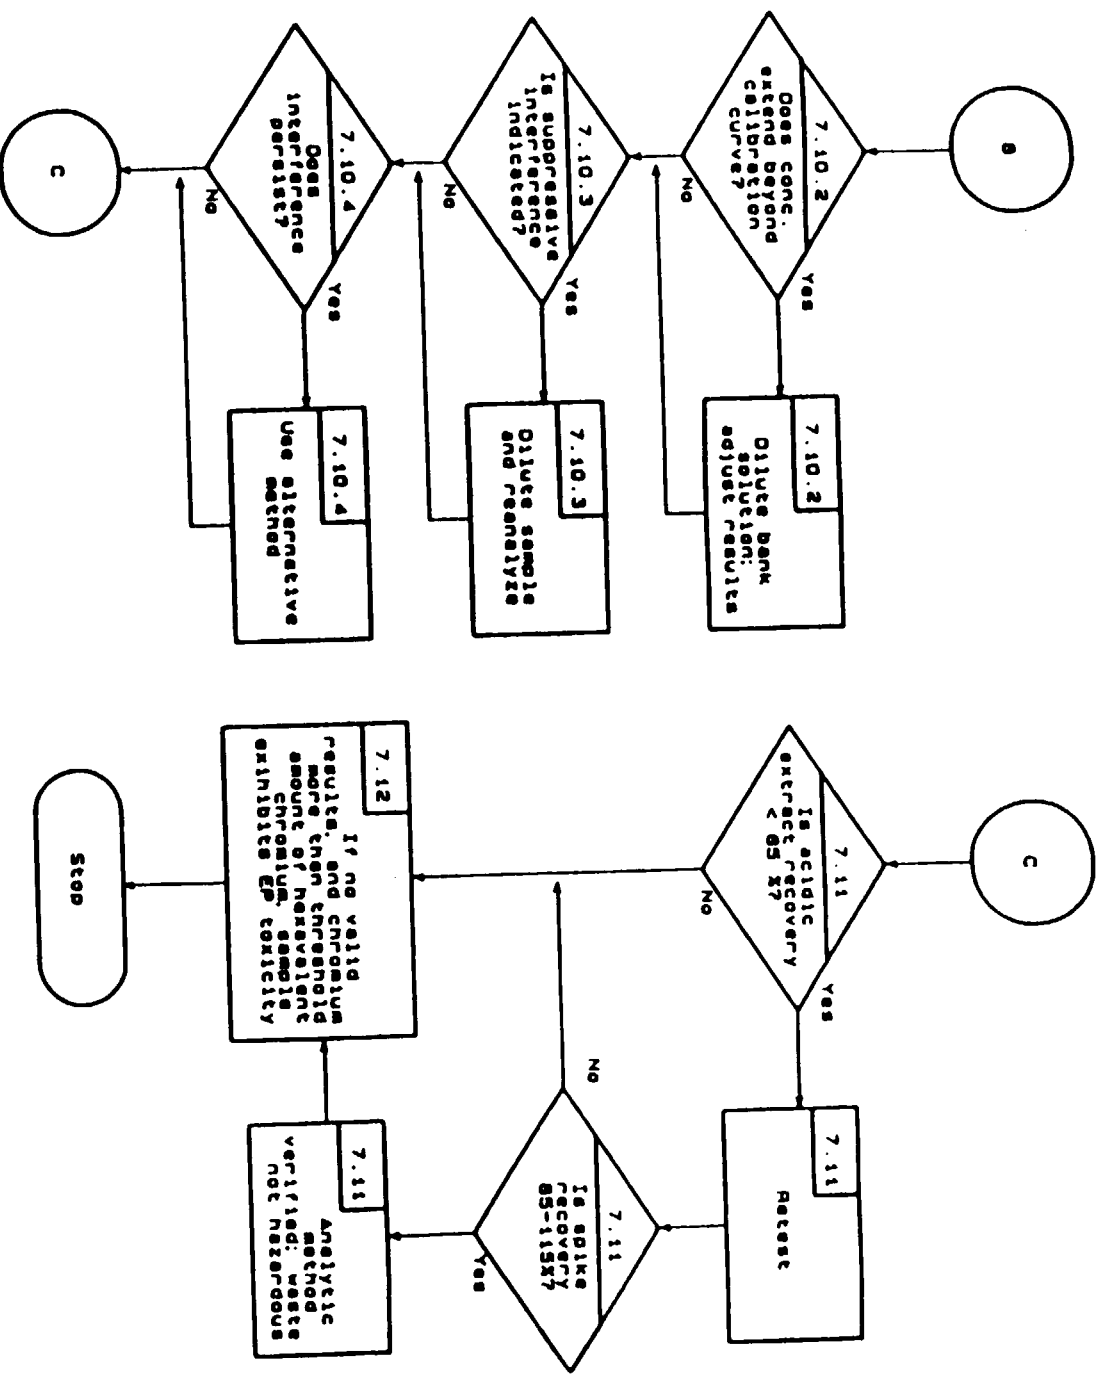 B
7.10.2
Does conc.
extend beyond
calibration
curve?
Yes
No
7.10.2
Dilute bank
solution;
adjust results
7.10.3
Is suppressive
interference
indicated?
Yes
No
7.10.3
Dilute sample
and reanalyze
7.10.4
Does
interference
persist?
Yes
No
7.10.4
Use alternative
method
C
C
7.11
Is acidic
extract recovery
< 85 %?
Yes
No
7.11
Retest
7.11
Is spike
recovery
85-115%?
No
Yes
7.11
Analytic
method
verified; waste
not hazardous
7.12
If no valid
results, and chromium
more then threshold
amount of hexavalent
chromium, sample
exihibits EP toxicity
Stop